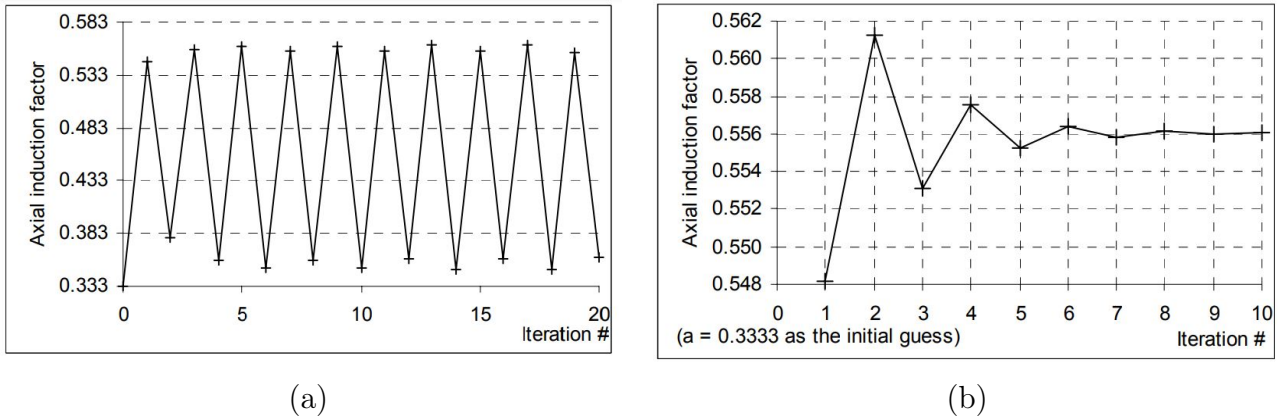 0.583
0.533
0.483
0.433
0.383
0.333
Axial induction factor
0 5 10 15 20
Iteration #
(a)
0.562
0.560
0.558
0.556
0.554
0.552
0.550
0.548
Axial induction factor
0 1 2 3 4 5 6 7 8 9 10
(a = 0.3333 as the initial guess) Iteration #
(b)